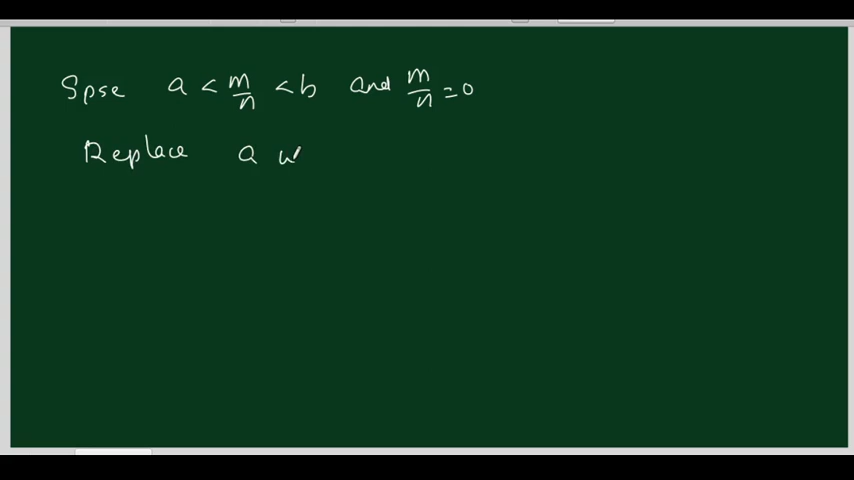 Spse a < m/n < b and m/n = 0
Replace a w